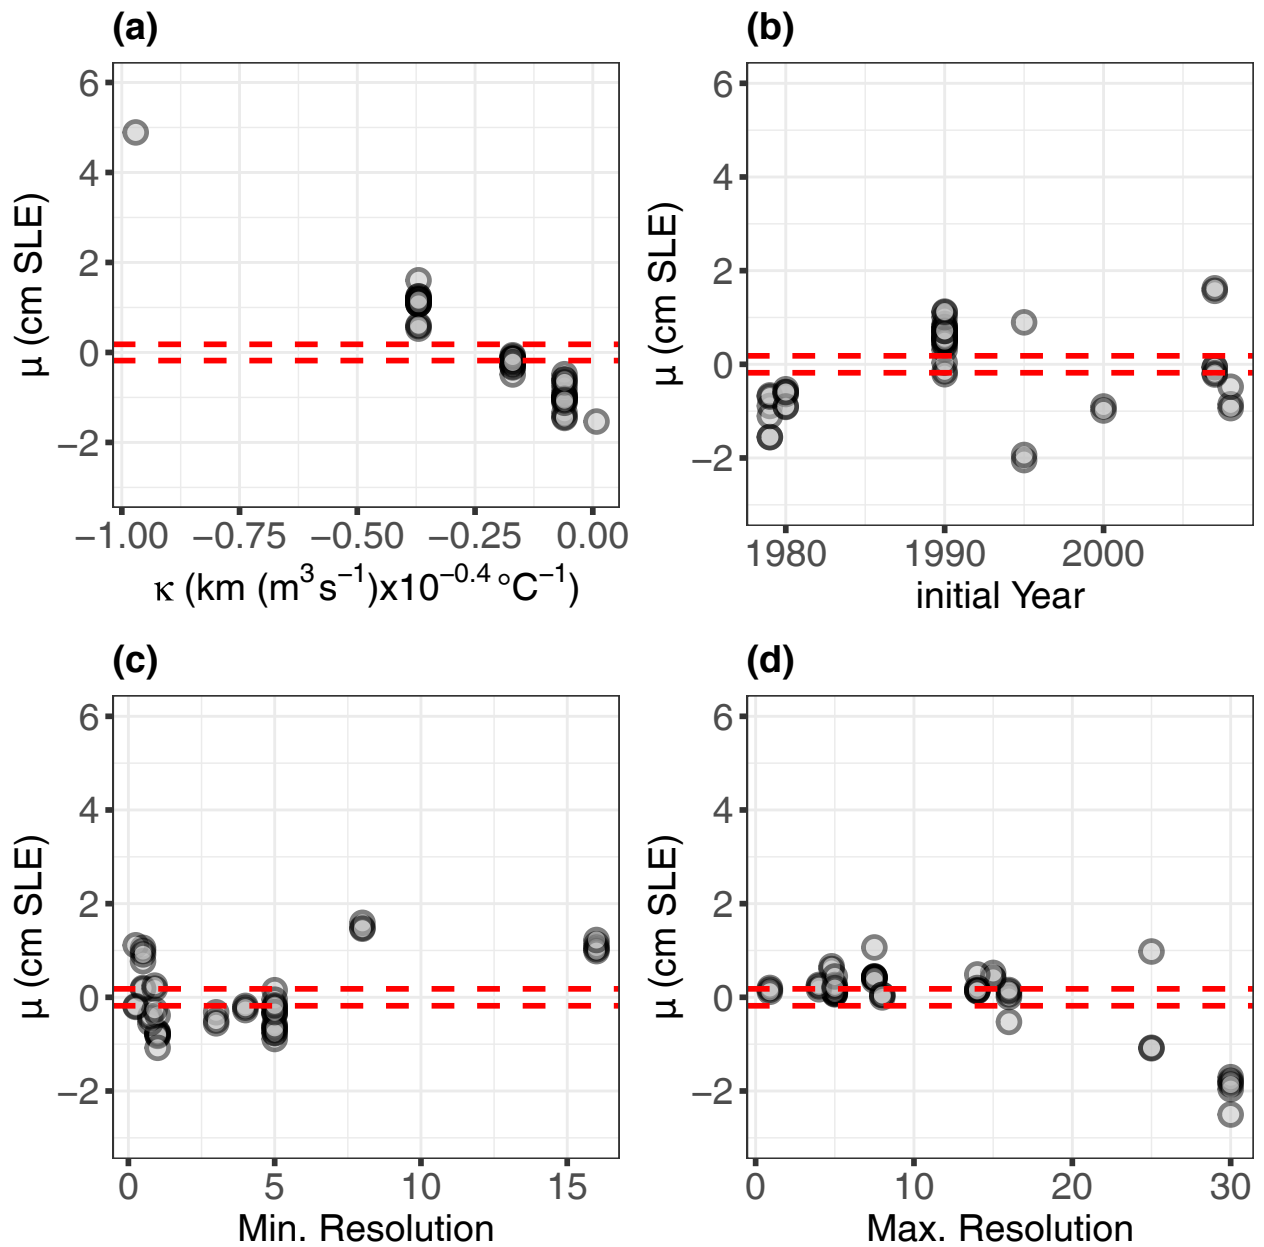 (a)
μ (cm SLE)
6
4
2
0
−2
−1.00 −0.75 −0.50 −0.25 0.00
κ (km (m³ s⁻¹)x10⁻⁰·⁴ °C⁻¹)
(b)
μ (cm SLE)
6
4
2
0
−2
1980 1990 2000
initial Year
(c)
μ (cm SLE)
6
4
2
0
−2
0 5 10 15
Min. Resolution
(d)
μ (cm SLE)
6
4
2
0
−2
0 10 20 30
Max. Resolution